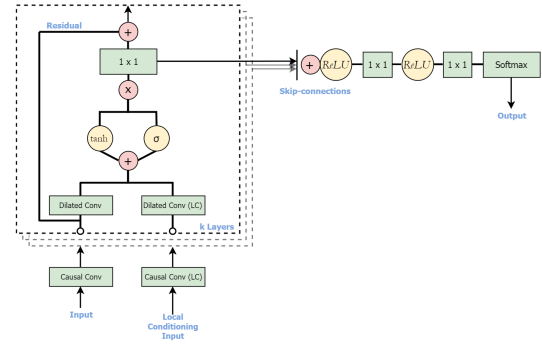 Residual
+
1 x 1
x
tanh
σ
+
Dilated Conv
Dilated Conv (LC)
k Layers
Causal Conv
Causal Conv (LC)
Input
Local
Conditioning
Input
+
ReLU
1 x 1
ReLU
1 x 1
Softmax
Skip-connections
Output